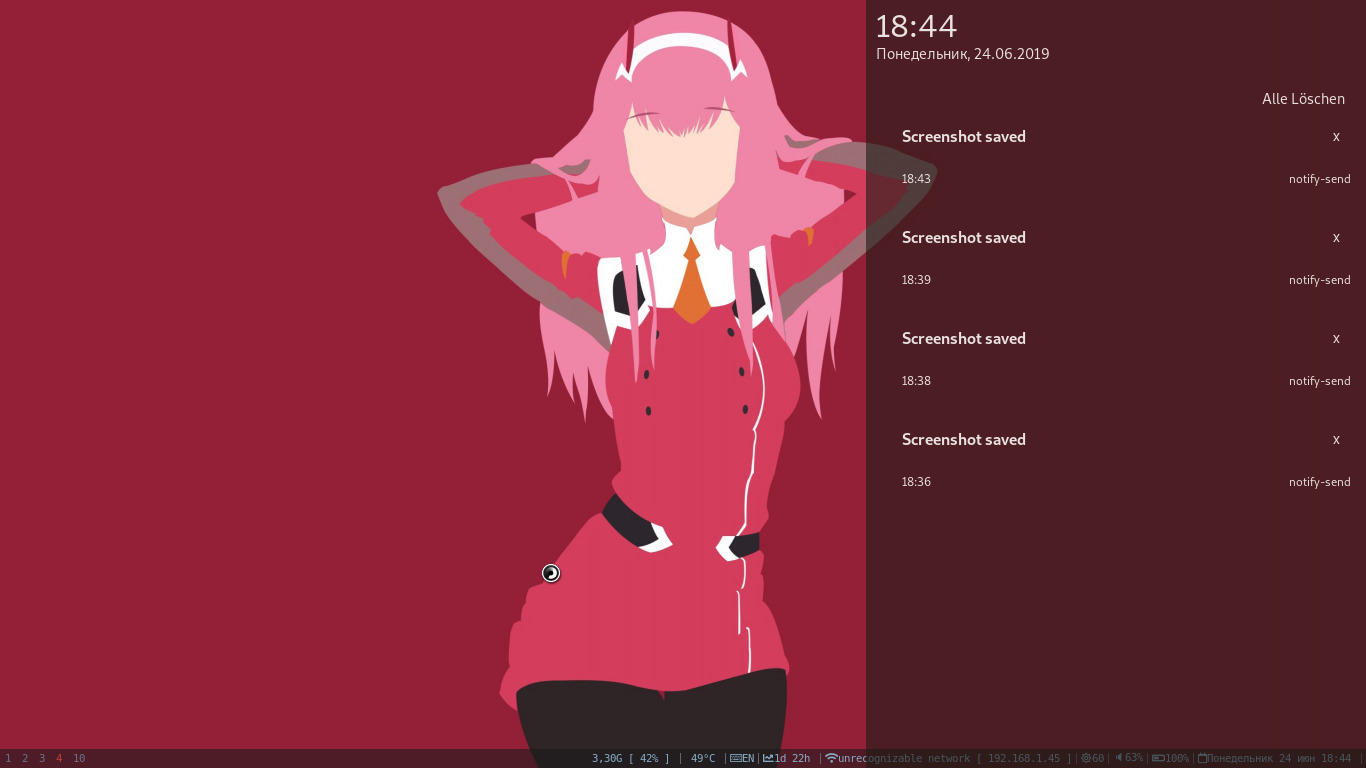 18:44
Понедельник, 24.06.2019
Alle Löschen
Screenshot saved x
18:43 notify-send
Screenshot saved x
18:39 notify-send
Screenshot saved x
18:38 notify-send
Screenshot saved x
18:36 notify-send
1 2 3 4 10 3,30G [ 42% ] | 49°C | EN| 1d 22h | unrecognizable network [ 192.168.1.45 ] | 60| 63%| 100%| Понедельник 24 июн 18:44 |